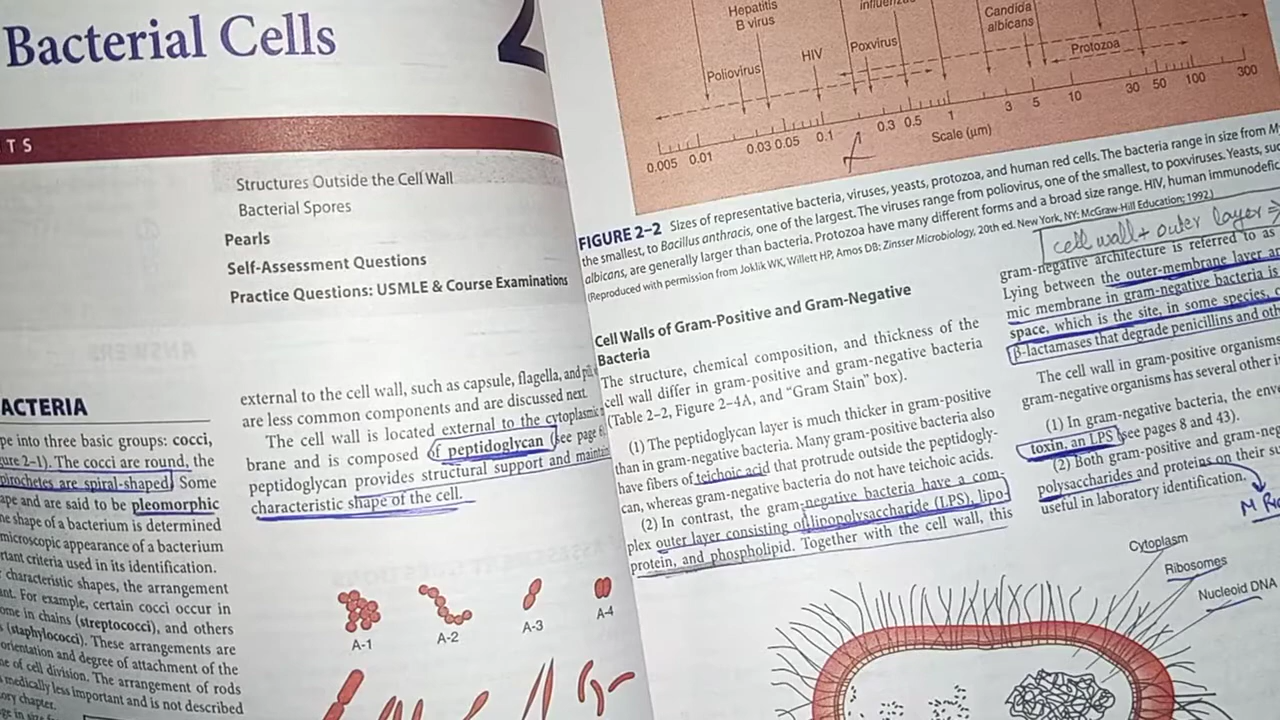 Bacterial Cells
2
TS
Structures Outside the Cell Wall
Bacterial Spores
Pearls
Self-Assessment Questions
Practice Questions: USMLE & Course Examinations
ACTERIA
pe into three basic groups: cocci,
ure 2–1). The cocci are round, the
pirochetes are spiral-shaped. Some
ape and are said to be pleomorphic
he shape of a bacterium is determined
microscopic appearance of a bacterium
rtant criteria used in its identification.
characteristic shapes, the arrangement
ant. For example, certain cocci occur in
ome in chains (streptococci), and others
s (staphylococci). These arrangements are
orientation and degree of attachment of the
ne of cell division. The arrangement of rods
medically less important and is not described
ory chapter.
external to the cell wall, such as capsule, flagella, and pili
are less common components and are discussed next.
The cell wall is located external to the cytoplasmic
brane and is composed of peptidoglycan (see page 6
peptidoglycan provides structural support and maintai
characteristic shape of the cell.
A-1
A-2
A-3
A-4
Hepatitis
B virus
influenzae
Candida
albicans
Poliovirus
HIV
Poxvirus
Protozoa
0.005 0.01 0.03 0.05 0.1 0.3 0.5 1 3 5 10 30 50 100 300
Scale (μm)
FIGURE 2–2 Sizes of representative bacteria, viruses, yeasts, protozoa, and human red cells. The bacteria range in size from M
the smallest, to Bacillus anthracis, one of the largest. The viruses range from poliovirus, one of the smallest, to poxviruses. Yeasts, suc
albicans, are generally larger than bacteria. Protozoa have many different forms and a broad size range. HIV, human immunodefic
(Reproduced with permission from Joklik WK, Willett HP, Amos DB: Zinsser Microbiology, 20th ed. New York, NY: McGraw-Hill Education; 1992.)
Cell Walls of Gram-Positive and Gram-Negative
Bacteria
The structure, chemical composition, and thickness of the
cell wall differ in gram-positive and gram-negative bacteria
(Table 2–2, Figure 2–4A, and “Gram Stain” box).
(1) The peptidoglycan layer is much thicker in gram-positive
than in gram-negative bacteria. Many gram-positive bacteria also
have fibers of teichoic acid that protrude outside the peptidogly-
can, whereas gram-negative bacteria do not have teichoic acids.
(2) In contrast, the gram-negative bacteria have a com-
plex outer layer consisting of lipopolysaccharide (LPS), lipo-
protein, and phospholipid. Together with the cell wall, this
cell wall + outer layer ⇒
gram-negative architecture is referred to as
Lying between the outer-membrane layer an
mic membrane in gram-negative bacteria is
space, which is the site, in some species, o
β-lactamases that degrade penicillins and oth
The cell wall in gram-positive organisms
gram-negative organisms has several other i
(1) In gram-negative bacteria, the env
toxin, an LPS (see pages 8 and 43).
(2) Both gram-positive and gram-neg
polysaccharides and proteins on their su
useful in laboratory identification.
Cytoplasm
Ribosomes
Nucleoid DNA